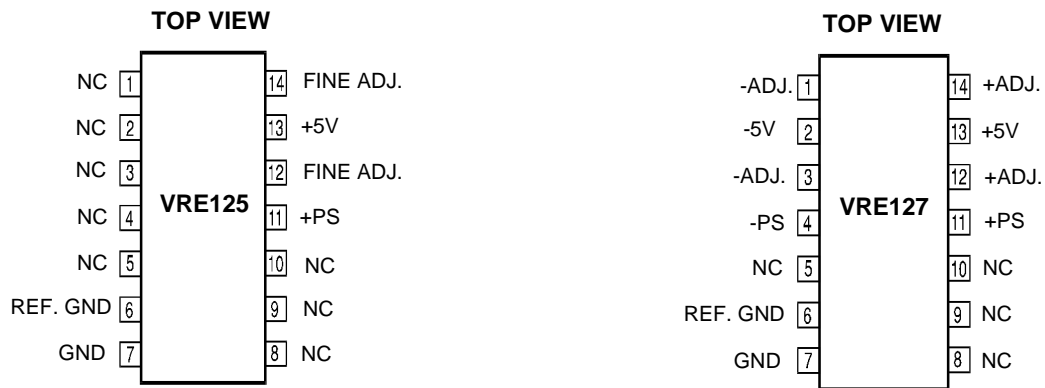 TOP VIEW
NC 1 14 FINE ADJ.
NC 2 13 +5V
NC 3 12 FINE ADJ.
VRE125
NC 4 11 +PS
NC 5 10 NC
REF. GND 6 9 NC
GND 7 8 NC
TOP VIEW
-ADJ. 1 14 +ADJ.
-5V 2 13 +5V
-ADJ. 3 12 +ADJ.
VRE127
-PS 4 11 +PS
NC 5 10 NC
REF. GND 6 9 NC
GND 7 8 NC